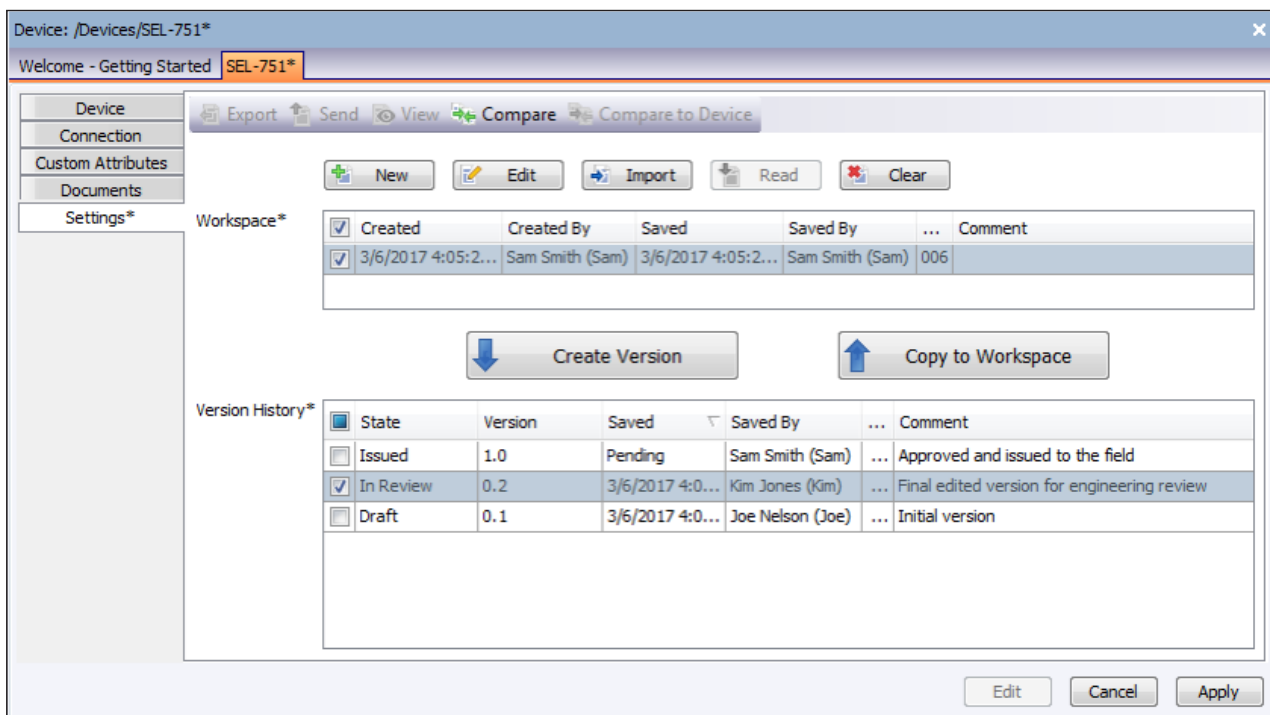 Device: /Devices/SEL-751*
Welcome - Getting Started SEL-751*
Device
Connection
Custom Attributes
Documents
Settings*
Export Send View Compare Compare to Device
New Edit Import Read Clear
Workspace*
Created Created By Saved Saved By ... Comment
3/6/2017 4:05:2... Sam Smith (Sam) 3/6/2017 4:05:2... Sam Smith (Sam) 006
Create Version Copy to Workspace
Version History*
State Version Saved Saved By ... Comment
Issued 1.0 Pending Sam Smith (Sam) ... Approved and issued to the field
In Review 0.2 3/6/2017 4:0... Kim Jones (Kim) ... Final edited version for engineering review
Draft 0.1 3/6/2017 4:0... Joe Nelson (Joe) ... Initial version
Edit Cancel Apply